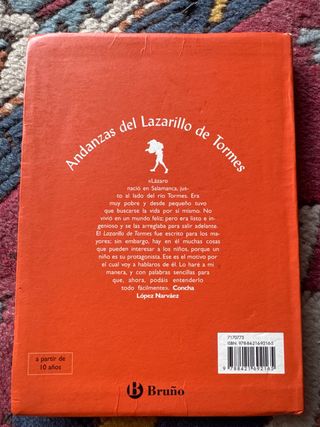 Andanzas del Lazarillo de Tormes
«Lázaro
nació en Salamanca, jus-
to al lado del río Tormes. Era
muy pobre y desde pequeño tuvo
que buscarse la vida por sí mismo. No
vivió en un mundo feliz; pero era listo e in-
genioso y se las arreglaba para salir adelante.
El Lazarillo de Tormes fue escrito para los ma-
yores; sin embargo, hay en él muchas cosas
que pueden interesar a los niños, porque un
niño es su protagonista. Ese es el motivo por
el cual voy a hablaros de él. Lo haré a mi
manera, y con palabras sencillas para
que, ahora, podáis entenderlo
todo fácilmente». Concha
López Narváez
a partir de
10 años
7170773
ISBN 9788421692165
9 788421 692165
Bruño